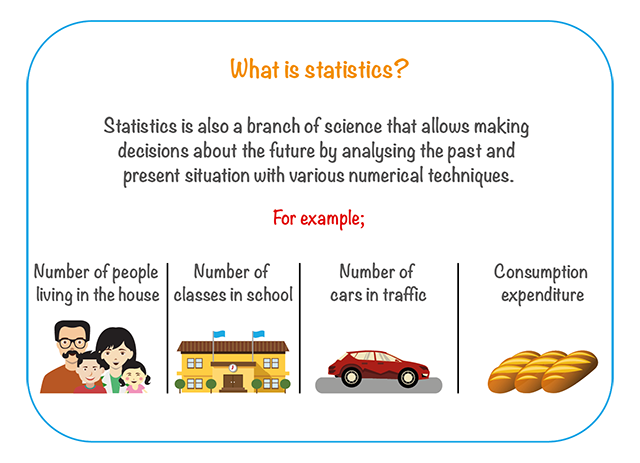 What is statistics?
Statistics is also a branch of science that allows making
decisions about the future by analysing the past and
present situation with various numerical techniques.
For example;
Number of people
living in the house
Number of
classes in school
Number of
cars in traffic
Consumption
expenditure